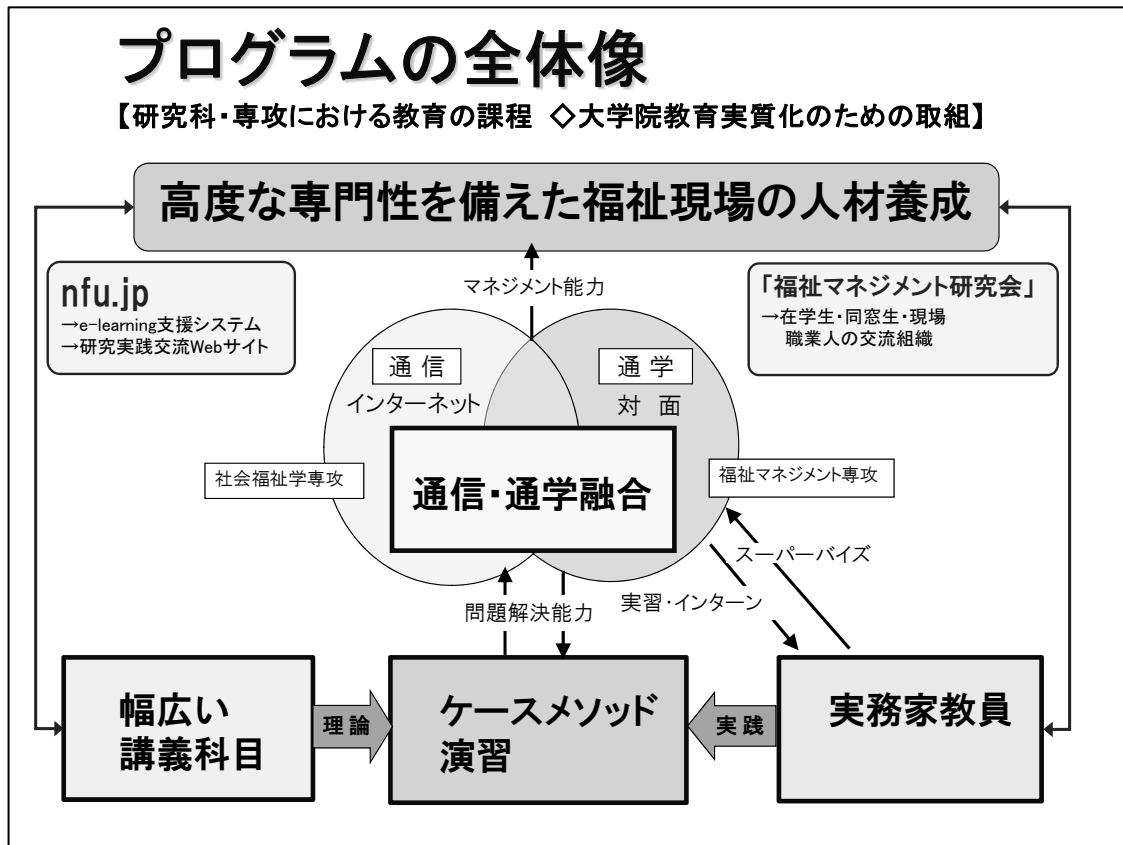 プログラムの全体像
【研究科・専攻における教育の課程 ◇大学院教育実質化のための取組】
高度な専門性を備えた福祉現場の人材養成
nfu.jp
→e-learning支援システム
→研究実践交流Webサイト
マネジメント能力
「福祉マネジメント研究会」
→在学生・同窓生・現場
職業人の交流組織
通信
インターネット
通学
対 面
社会福祉学専攻
通信・通学融合
福祉マネジメント専攻
スーパーバイズ
実習・インターン
問題解決能力
幅広い
講義科目
理論
ケースメソッド
演習
実践
実務家教員